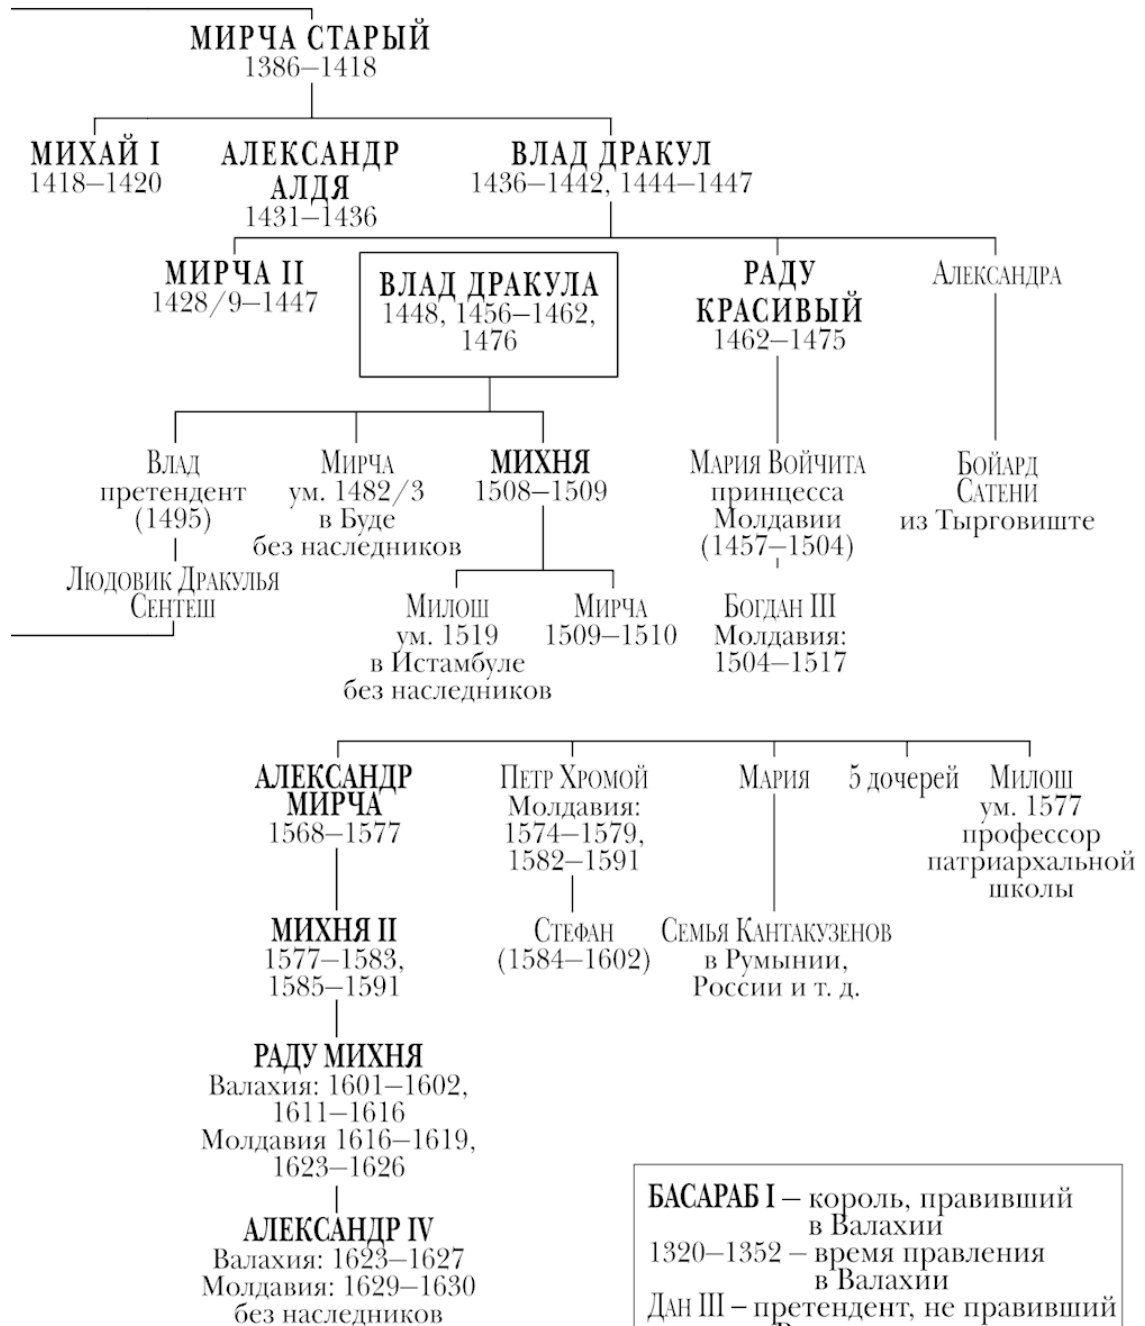 МИРЧА СТАРЫЙ
1386–1418
МИХАЙ I
1418–1420
АЛЕКСАНДР
АЛДЯ
1431–1436
ВЛАД ДРАКУЛ
1436–1442, 1444–1447
МИРЧА II
1428/9–1447
ВЛАД ДРАКУЛА
1448, 1456–1462,
1476
РАДУ
КРАСИВЫЙ
1462–1475
АЛЕКСАНДРА
ВЛАД
претендент
(1495)
ЛЮДОВИК ДРАКУЛЬЯ
СЕНТЕШ
МИРЧА
ум. 1482/3
в Буде
без наследников
МИХНЯ
1508–1509
МАРИЯ ВОЙЧИТА
принцесса
Молдавии
(1457–1504)
БОЙАРД
САТЕНИ
из Тырговиште
МИЛОШ
ум. 1519
в Истамбуле
без наследников
МИРЧА
1509–1510
БОГДАН III
Молдавия:
1504–1517
АЛЕКСАНДР
МИРЧА
1568–1577
ПЕТР ХРОМОЙ
Молдавия:
1574–1579,
1582–1591
МАРИЯ
5 дочерей
МИЛОШ
ум. 1577
профессор
патриархальной
школы
МИХНЯ II
1577–1583,
1585–1591
СТЕФАН
(1584–1602)
СЕМЬЯ КАНТАКУЗЕНОВ
в Румынии,
России и т. д.
РАДУ МИХНЯ
Валахия: 1601–1602,
1611–1616
Молдавия 1616–1619,
1623–1626
АЛЕКСАНДР IV
Валахия: 1623–1627
Молдавия: 1629–1630
без наследников
БАСАРАБ I – король, правивший
в Валахии
1320–1352 – время правления
в Валахии
ДАН III – претендент, не правивший